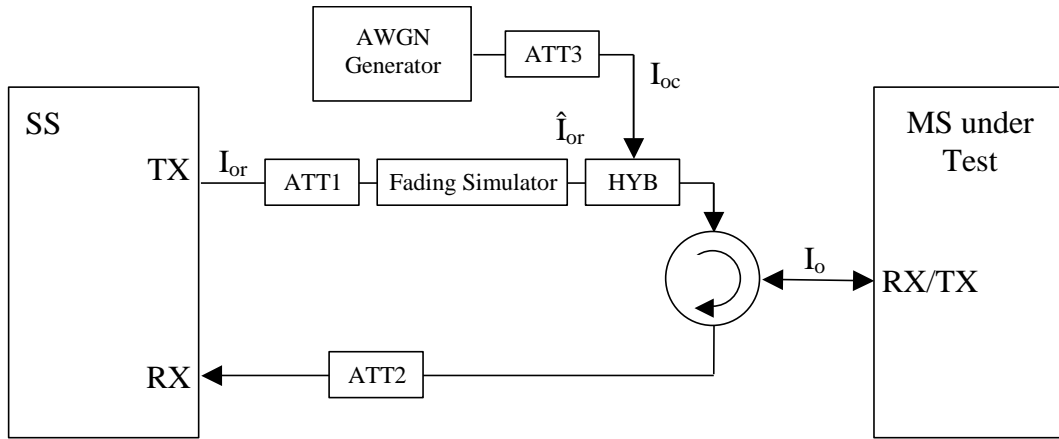 AWGN
Generator
ATT3
I_oc
SS
Î_or
MS under
Test
TX
I_or
ATT1
Fading Simulator
HYB
I_o
RX/TX
RX
ATT2